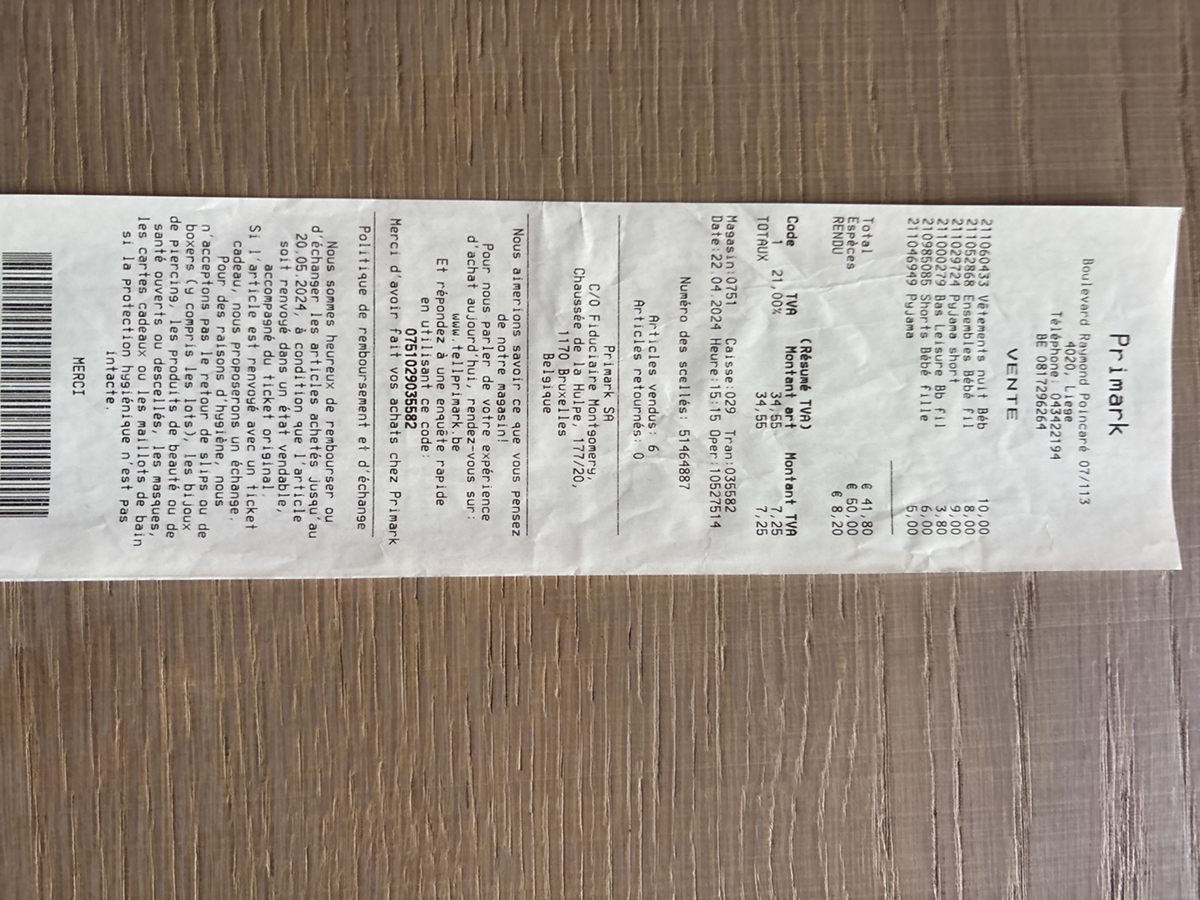 Primark
Boulevard Raymond Poincaré 07/113
4020, Liege
Téléphone: 043422194
BE 0817296264
VENTE
211060433 Vêtements nuit Béb 10,00
211052868 Ensembles Bébé fil 8,00
211029724 Pyjama short 9,00
211000279 Bas Leisure Bb fil 3,80
210985085 Shorts Bébé fille 6,00
211046949 Pyjama 5,00
Total € 41,80
Espèces € 50,00
RENDU € 8,20
(Résumé TVA)
Code TVA Montant art Montant TVA
1 21,00% 34,55 7,25
TOTAUX 34,55 7,25
Magasin:0751 Caisse:029 Tran:035582
Date:22.04.2024 Heure:15:15 Oper:10527514
Numéro des scellés: 51464887
Articles vendus: 6
Articles retournés: 0
Primark SA
C/O Fiduciaire Montgomery,
Chaussée de la Hulpe, 177/20,
1170 Bruxelles
Belgique
Nous aimerions savoir ce que vous pensez
de notre magasin!
Pour nous parler de votre expérience
d'achat aujourd'hui, rendez-vous sur:
www.tellprimark.be
Et répondez à une enquête rapide
en utilisant ce code:
0751029035582
Merci d'avoir fait vos achats chez Primark
Politique de remboursement et d'échange
Nous sommes heureux de rembourser ou
d'échanger les articles achetés jusqu'au
20.05.2024, à condition que l'article
soit renvoyé dans un état vendable,
accompagné du ticket original.
Si l'article est renvoyé avec un ticket
cadeau, nous proposerons un échange.
Pour des raisons d'hygiène, nous
n'acceptons pas le retour de slips ou de
boxers (y compris les lots), les bijoux
de piercing, les produits de beauté ou de
santé ouverts ou descellés, les masques,
les cartes cadeaux ou les maillots de bain
si la protection hygiénique n'est pas
intacte.
MERCI